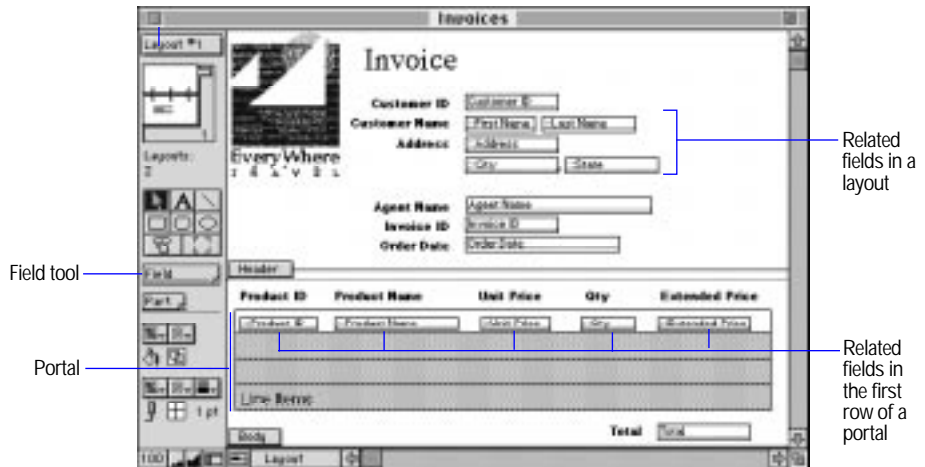 Invoices
Layout #1
Invoice
Customer ID
Customer ID
Customer Name
::First Name
::Last Name
Address
::Address
::City
::State
Related
fields in a
layout
Layouts:
2
EveryWhere
TRAVEL
Agent Name
Agent Name
Invoice ID
Invoice ID
Order Date
Order Date
Field tool
Field
Header
Part
Product ID
Product Name
Unit Price
Qty
Extended Price
::Product ID
::Product Name
::Unit Price
::Qty
::Extended Price
Portal
Related
fields in
the first
row of a
portal
Line Items
1 pt
Body
Total
Total
100
Layout